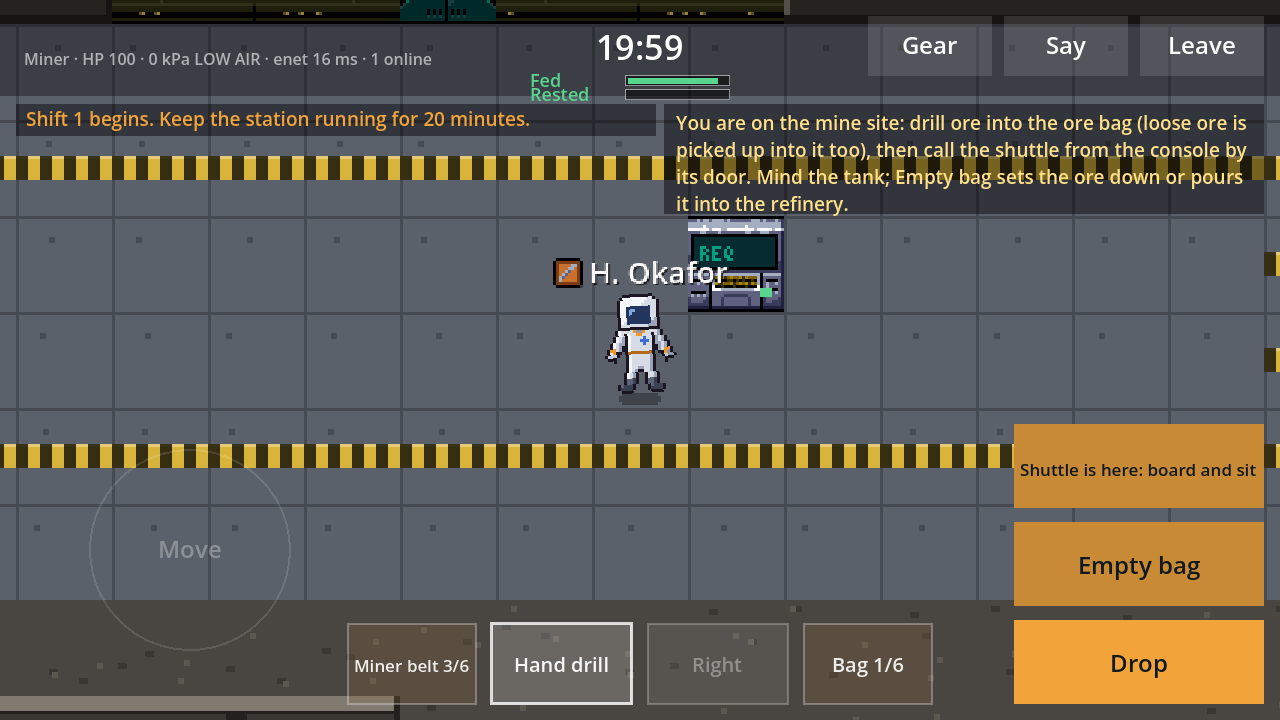 19:59
Gear
Say
Leave
Miner · HP 100 · 0 kPa LOW AIR · enet 16 ms · 1 online
Fed
Rested
Shift 1 begins. Keep the station running for 20 minutes.
You are on the mine site: drill ore into the ore bag (loose ore is
picked up into it too), then call the shuttle from the console by
its door. Mind the tank; Empty bag sets the ore down or pours
it into the refinery.
REQ
H. Okafor
Shuttle is here: board and sit
Move
Empty bag
Miner belt 3/6
Hand drill
Right
Bag 1/6
Drop